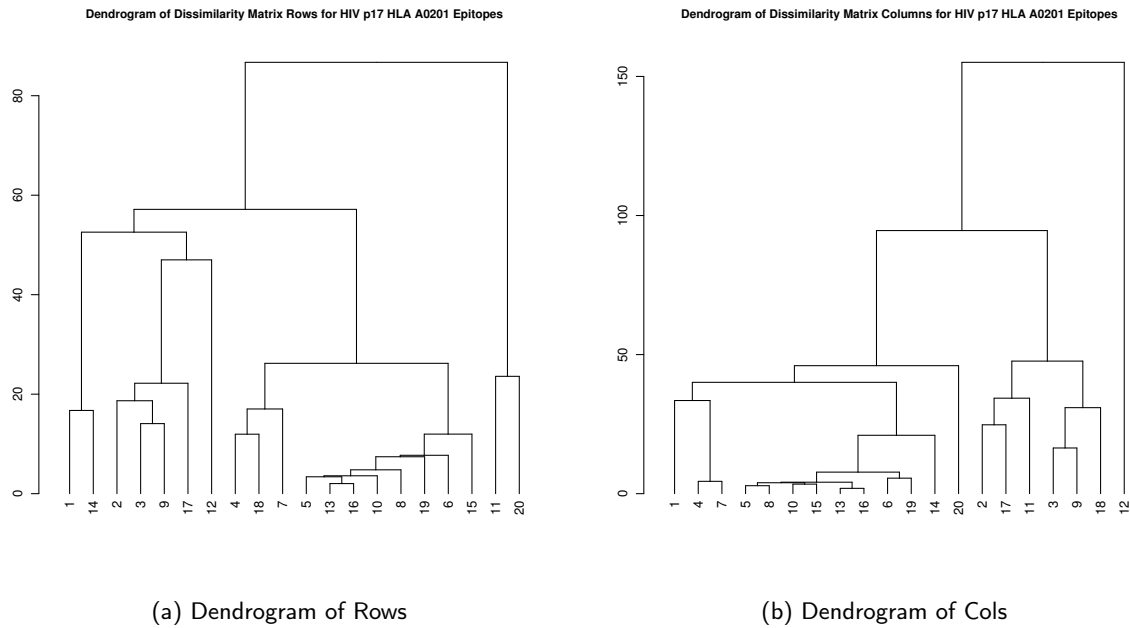 Dendrogram of Dissimilarity Matrix Rows for HIV p17 HLA A0201 Epitopes
80
60
40
20
0
1 14 2 3 9 17 12 4 18 7 5 13 16 10 8 19 6 15 11 20
(a) Dendrogram of Rows
Dendrogram of Dissimilarity Matrix Columns for HIV p17 HLA A0201 Epitopes
150
100
50
0
1 4 7 5 8 10 15 13 16 6 19 14 20 2 17 11 3 9 18 12
(b) Dendrogram of Cols